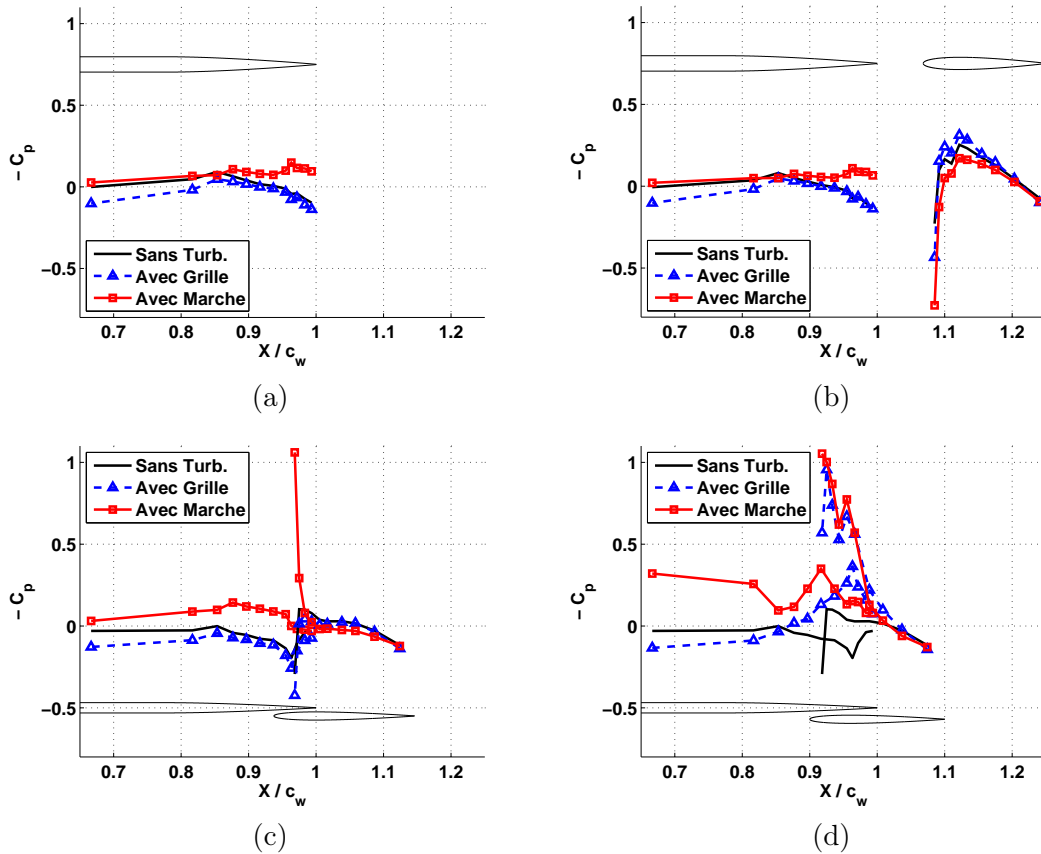 1
0.5
0
−0.5
− C_p
Sans Turb.
Avec Grille
Avec Marche
0.7 0.8 0.9 1 1.1 1.2
X / c_w
(a)
1
0.5
0
−0.5
− C_p
Sans Turb.
Avec Grille
Avec Marche
0.7 0.8 0.9 1 1.1 1.2
X / c_w
(b)
1
0.5
0
−0.5
− C_p
Sans Turb.
Avec Grille
Avec Marche
0.7 0.8 0.9 1 1.1 1.2
X / c_w
(c)
1
0.5
0
−0.5
− C_p
Sans Turb.
Avec Grille
Avec Marche
0.7 0.8 0.9 1 1.1 1.2
X / c_w
(d)